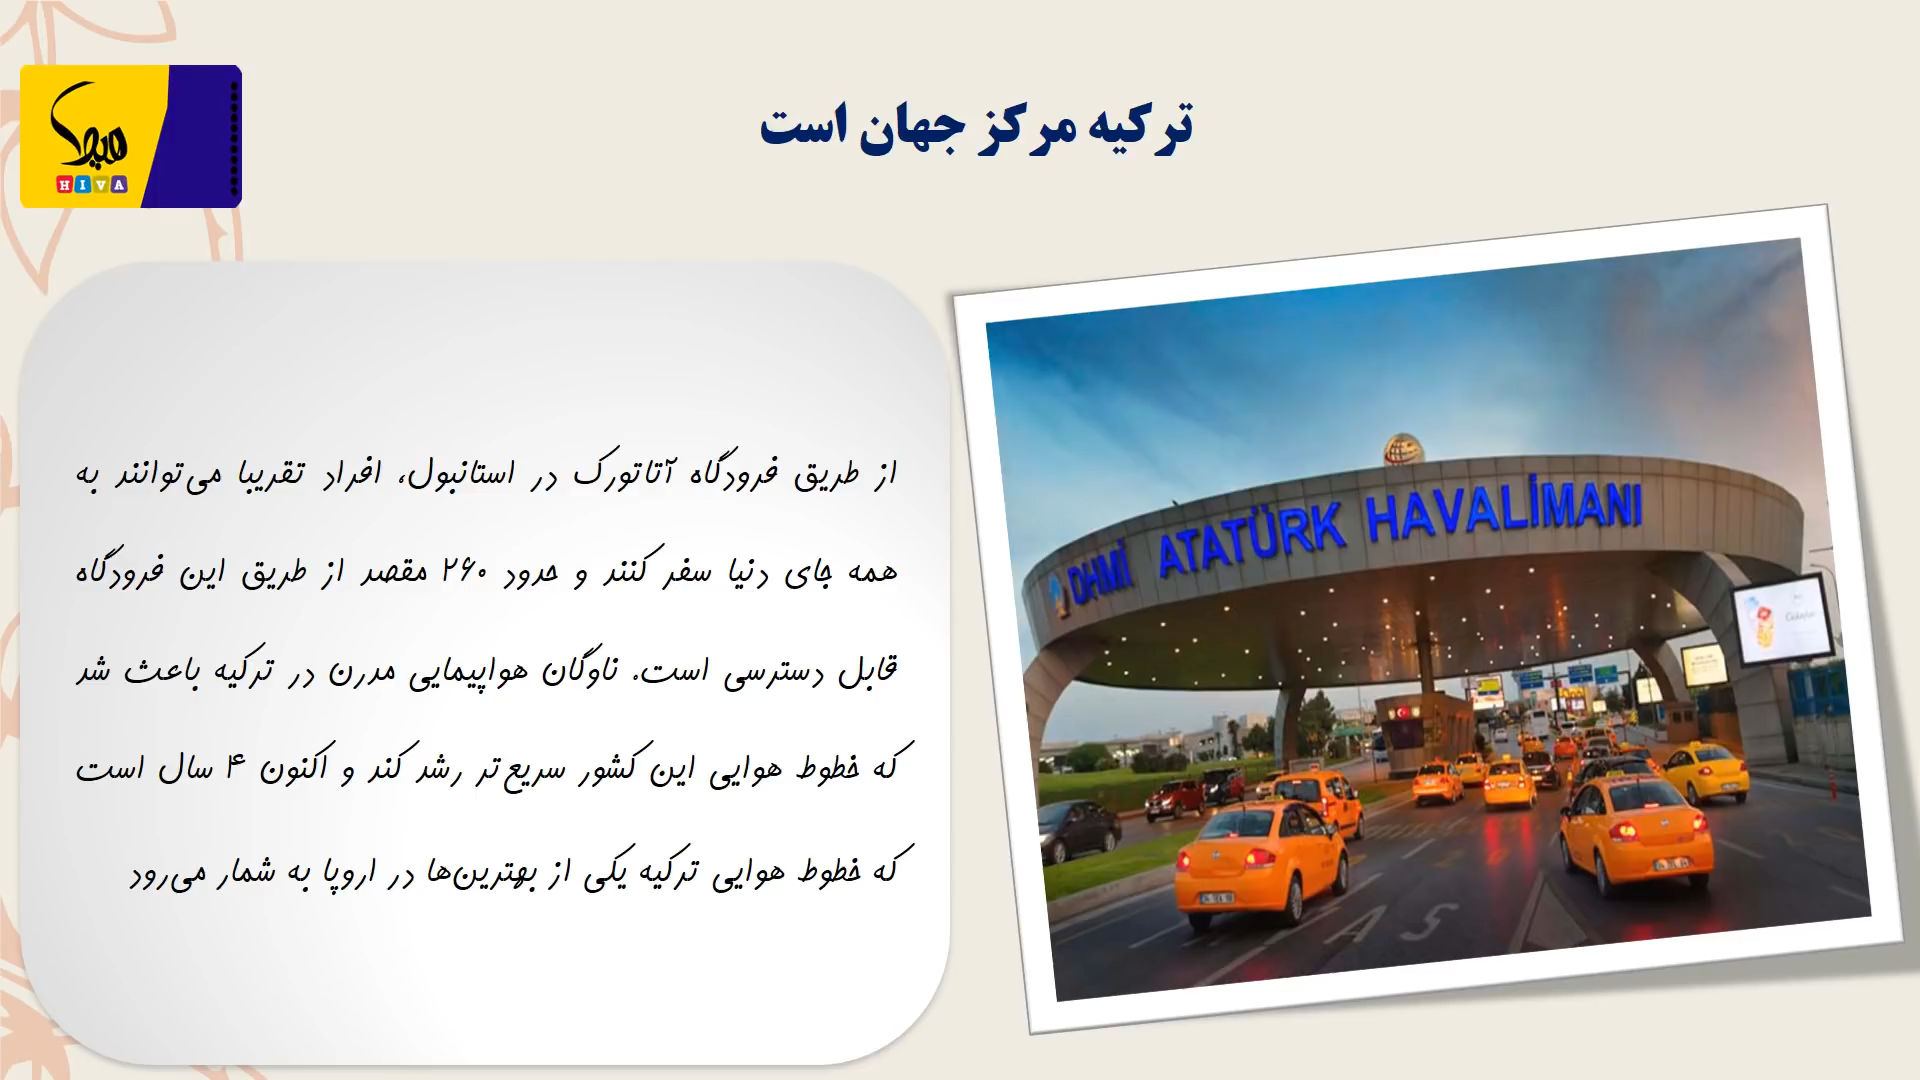 ترکیه مرکز جهان است
هیوا
HIVA
از طریق فرودگاه آتاتورک در استانبول، افراد تقریبا می‌توانند به
همه جای دنیا سفر کنند و حدود ۲۶۰ مقصد از طریق این فرودگاه
قابل دسترسی است. ناوگان هواپیمایی مدرن در ترکیه باعث شد
که خطوط هوایی این کشور سریع‌تر رشد کند و اکنون ۴ سال است
که خطوط هوایی ترکیه یکی از بهترین‌ها در اروپا به شمار می‌رود
DHMİ ATATÜRK HAVALİMANI